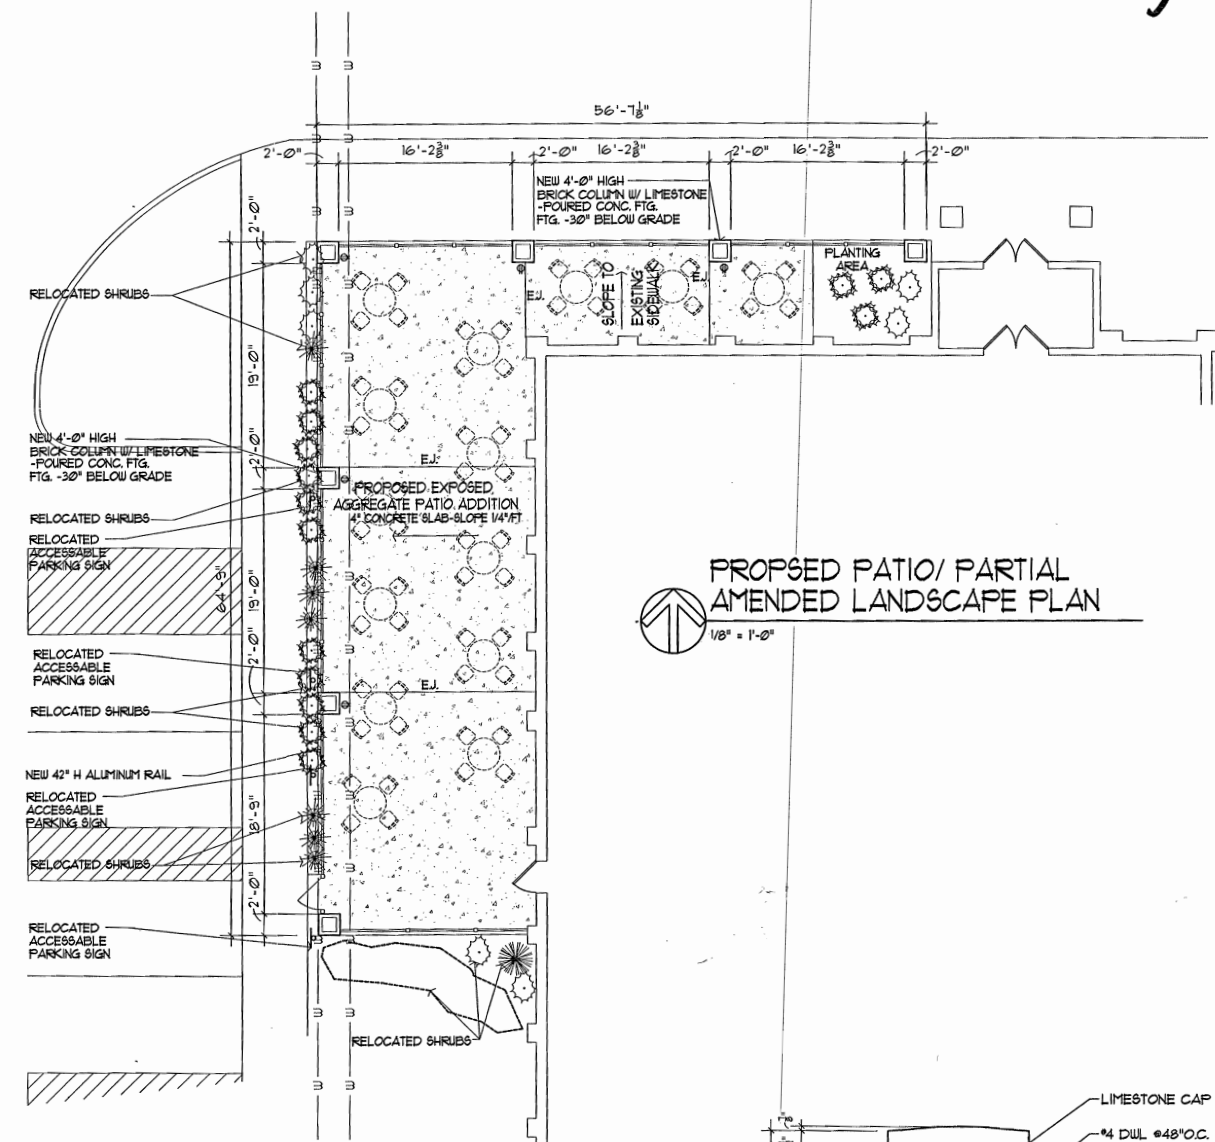 56'-7⅛"
2'-0" 16'-2⅜" 2'-0" 16'-2⅜" 2'-0" 16'-2⅜" 2'-0"
NEW 4'-0" HIGH
BRICK COLUMN W/ LIMESTONE
-POURED CONC. FTG.
FTG. -30" BELOW GRADE
2'-0"
PLANTING
AREA
SLOPE TO
EXISTING
SIDEWALK
E.J.
E.J.
RELOCATED SHRUBS
19'-0"
NEW 4'-0" HIGH
BRICK COLUMN W/ LIMESTONE
-POURED CONC. FTG.
FTG. -30" BELOW GRADE
2'-0"
E.J.
PROPOSED EXPOSED
AGGREGATE PATIO ADDITION
4" CONCRETE SLAB-SLOPE 1/4"/FT
RELOCATED SHRUBS
RELOCATED
ACCESSABLE
PARKING SIGN
64'-9"
19'-0"
PROPSED PATIO/ PARTIAL
AMENDED LANDSCAPE PLAN
1/8" = 1'-0"
2'-0"
RELOCATED
ACCESSABLE
PARKING SIGN
E.J.
RELOCATED SHRUBS
NEW 42" H ALUMINUM RAIL
RELOCATED
ACCESSABLE
PARKING SIGN
18'-9"
RELOCATED SHRUBS
2'-0"
RELOCATED
ACCESSABLE
PARKING SIGN
RELOCATED SHRUBS
LIMESTONE CAP
#4 DWL @48"O.C.